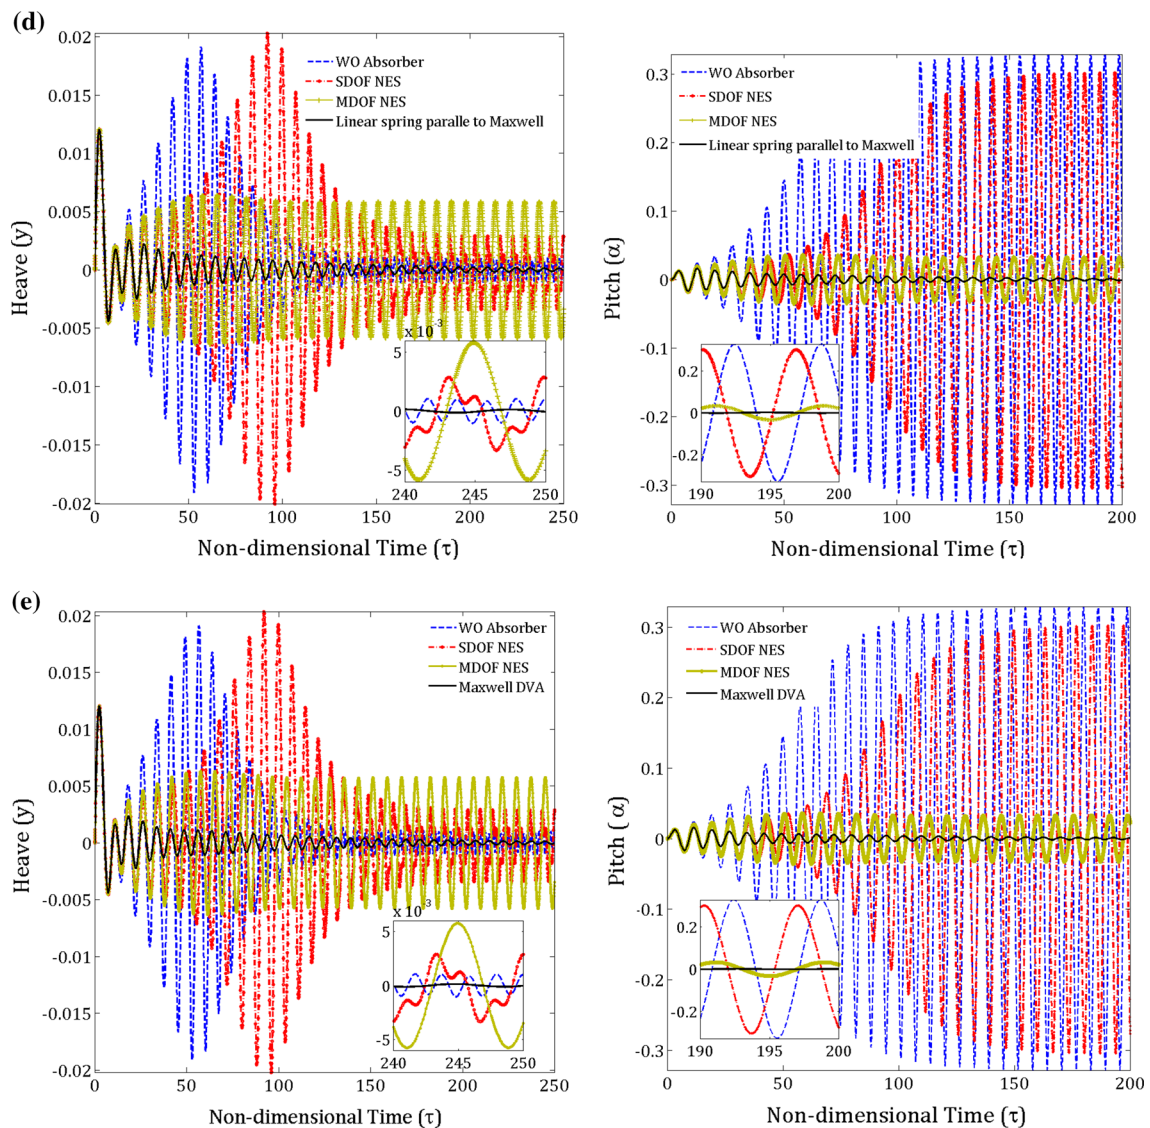 (d)
0.02
0.015
0.01
0.005
0
-0.005
-0.01
-0.015
-0.02
Heave (y)
WO Absorber
SDOF NES
MDOF NES
Linear spring paralle to Maxwell
x 10⁻³
5
0
-5
240 245 250
0 50 100 150 200 250
Non-dimensional Time (τ)
0.3
0.2
0.1
0
-0.1
-0.2
-0.3
Pitch (α)
WO Absorber
SDOF NES
MDOF NES
Linear spring parallel to Maxwell
0.2
0
-0.2
190 195 200
0 50 100 150 200
Non-dimensional Time (τ)
(e)
0.02
0.015
0.01
0.005
0
-0.005
-0.01
-0.015
-0.02
Heave (y)
WO Absorber
SDOF NES
MDOF NES
Maxwell DVA
x 10⁻³
5
0
-5
240 245 250
0 50 100 150 200 250
Non-dimensional Time (τ)
0.3
0.2
0.1
0
-0.1
-0.2
-0.3
Pitch ( α)
WO Absorber
SDOF NES
MDOF NES
Maxwell DVA
0.2
0
-0.2
190 195 200
0 50 100 150 200
Non-dimensional Time (τ)